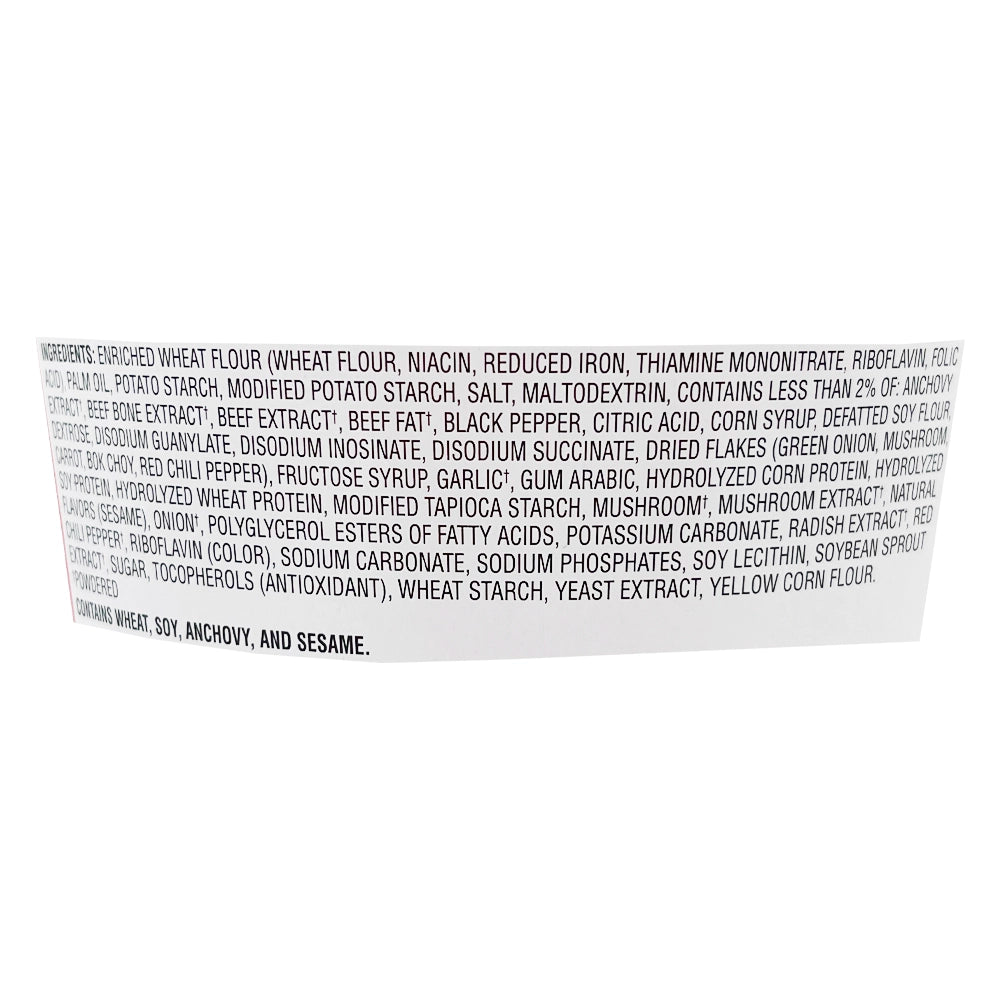 INGREDIENTS: ENRICHED WHEAT FLOUR (WHEAT FLOUR, NIACIN, REDUCED IRON, THIAMINE MONONITRATE, RIBOFLAVIN, FOLIC
ACID), PALM OIL, POTATO STARCH, MODIFIED POTATO STARCH, SALT, MALTODEXTRIN, CONTAINS LESS THAN 2% OF: ANCHOVY
EXTRACT†, BEEF BONE EXTRACT†, BEEF EXTRACT†, BEEF FAT†, BLACK PEPPER, CITRIC ACID, CORN SYRUP, DEFATTED SOY FLOUR,
DEXTROSE, DISODIUM GUANYLATE, DISODIUM INOSINATE, DISODIUM SUCCINATE, DRIED FLAKES (GREEN ONION, MUSHROOM,
CARROT, BOK CHOY, RED CHILI PEPPER), FRUCTOSE SYRUP, GARLIC†, GUM ARABIC, HYDROLYZED CORN PROTEIN, HYDROLYZED
SOY PROTEIN, HYDROLYZED WHEAT PROTEIN, MODIFIED TAPIOCA STARCH, MUSHROOM†, MUSHROOM EXTRACT†, NATURAL
FLAVORS (SESAME), ONION†, POLYGLYCEROL ESTERS OF FATTY ACIDS, POTASSIUM CARBONATE, RADISH EXTRACT†, RED
CHILI PEPPER†, RIBOFLAVIN (COLOR), SODIUM CARBONATE, SODIUM PHOSPHATES, SOY LECITHIN, SOYBEAN SPROUT
EXTRACT†, SUGAR, TOCOPHEROLS (ANTIOXIDANT), WHEAT STARCH, YEAST EXTRACT, YELLOW CORN FLOUR.
†POWDERED
CONTAINS WHEAT, SOY, ANCHOVY, AND SESAME.